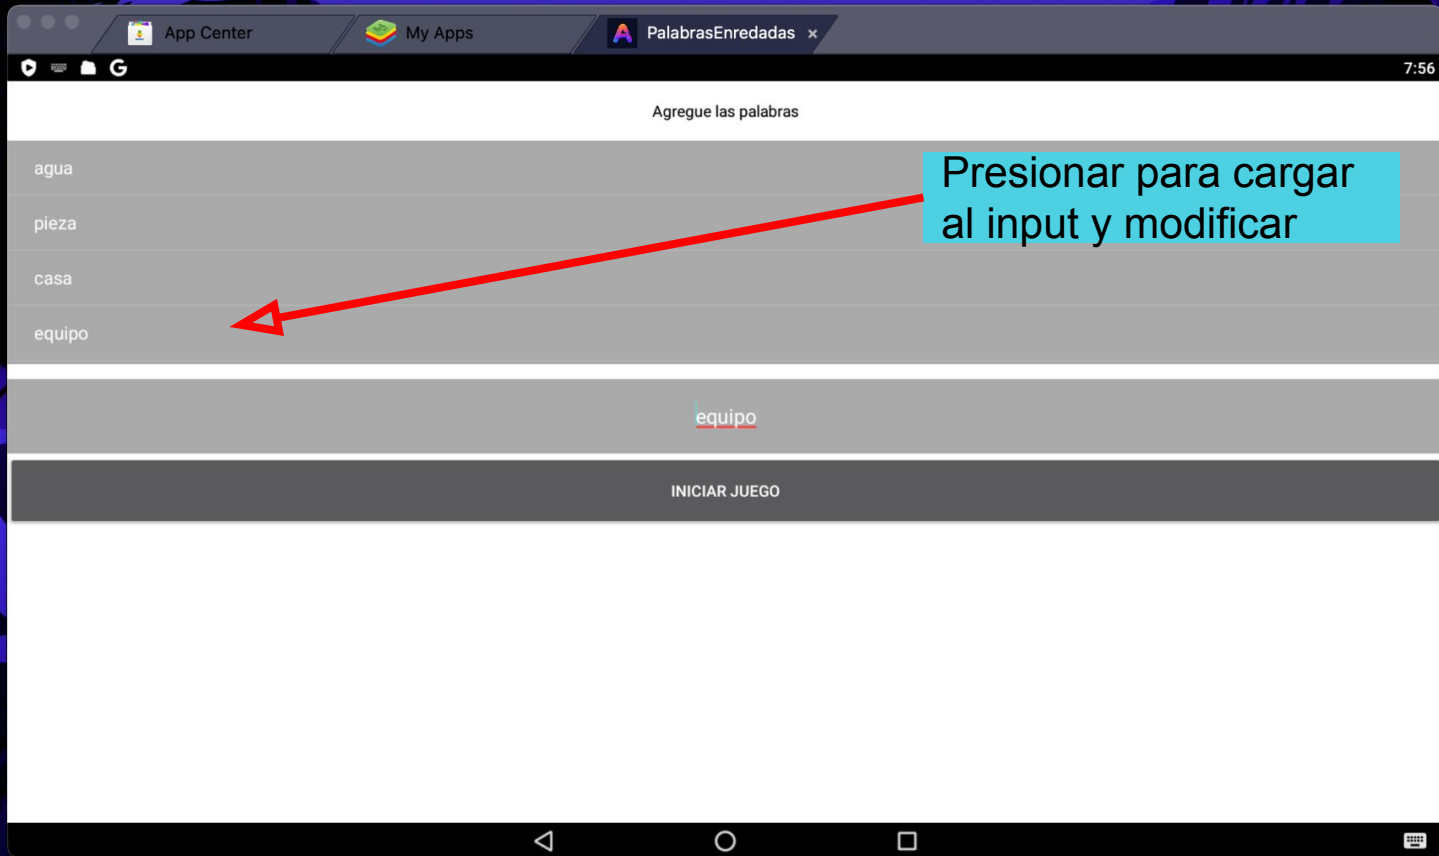 App Center
My Apps
PalabrasEnredadas ×
G
7:56
Agregue las palabras
agua
Presionar para cargar
al input y modificar
pieza
casa
equipo
equipo
INICIAR JUEGO